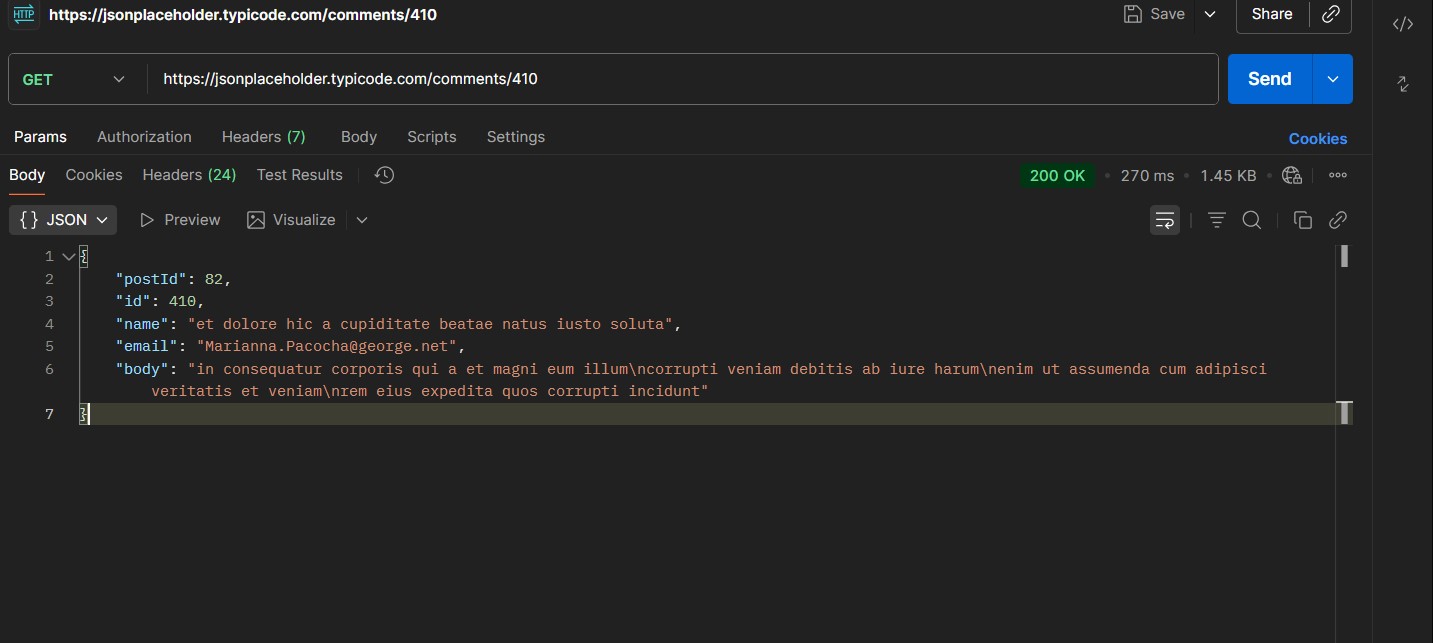 HTTP https://jsonplaceholder.typicode.com/comments/410 Save Share
GET https://jsonplaceholder.typicode.com/comments/410 Send
Params Authorization Headers (7) Body Scripts Settings Cookies
Body Cookies Headers (24) Test Results 200 OK • 270 ms • 1.45 KB •
{} JSON Preview Visualize
1 {
2 "postId": 82,
3 "id": 410,
4 "name": "et dolore hic a cupiditate beatae natus iusto soluta",
5 "email": "Marianna.Pacocha@george.net",
6 "body": "in consequatur corporis qui a et magni eum illum\ncorrupti veniam debitis ab iure harum\nenim ut assumenda cum adipisci
veritatis et veniam\nrem eius expedita quos corrupti incidunt"
7 }